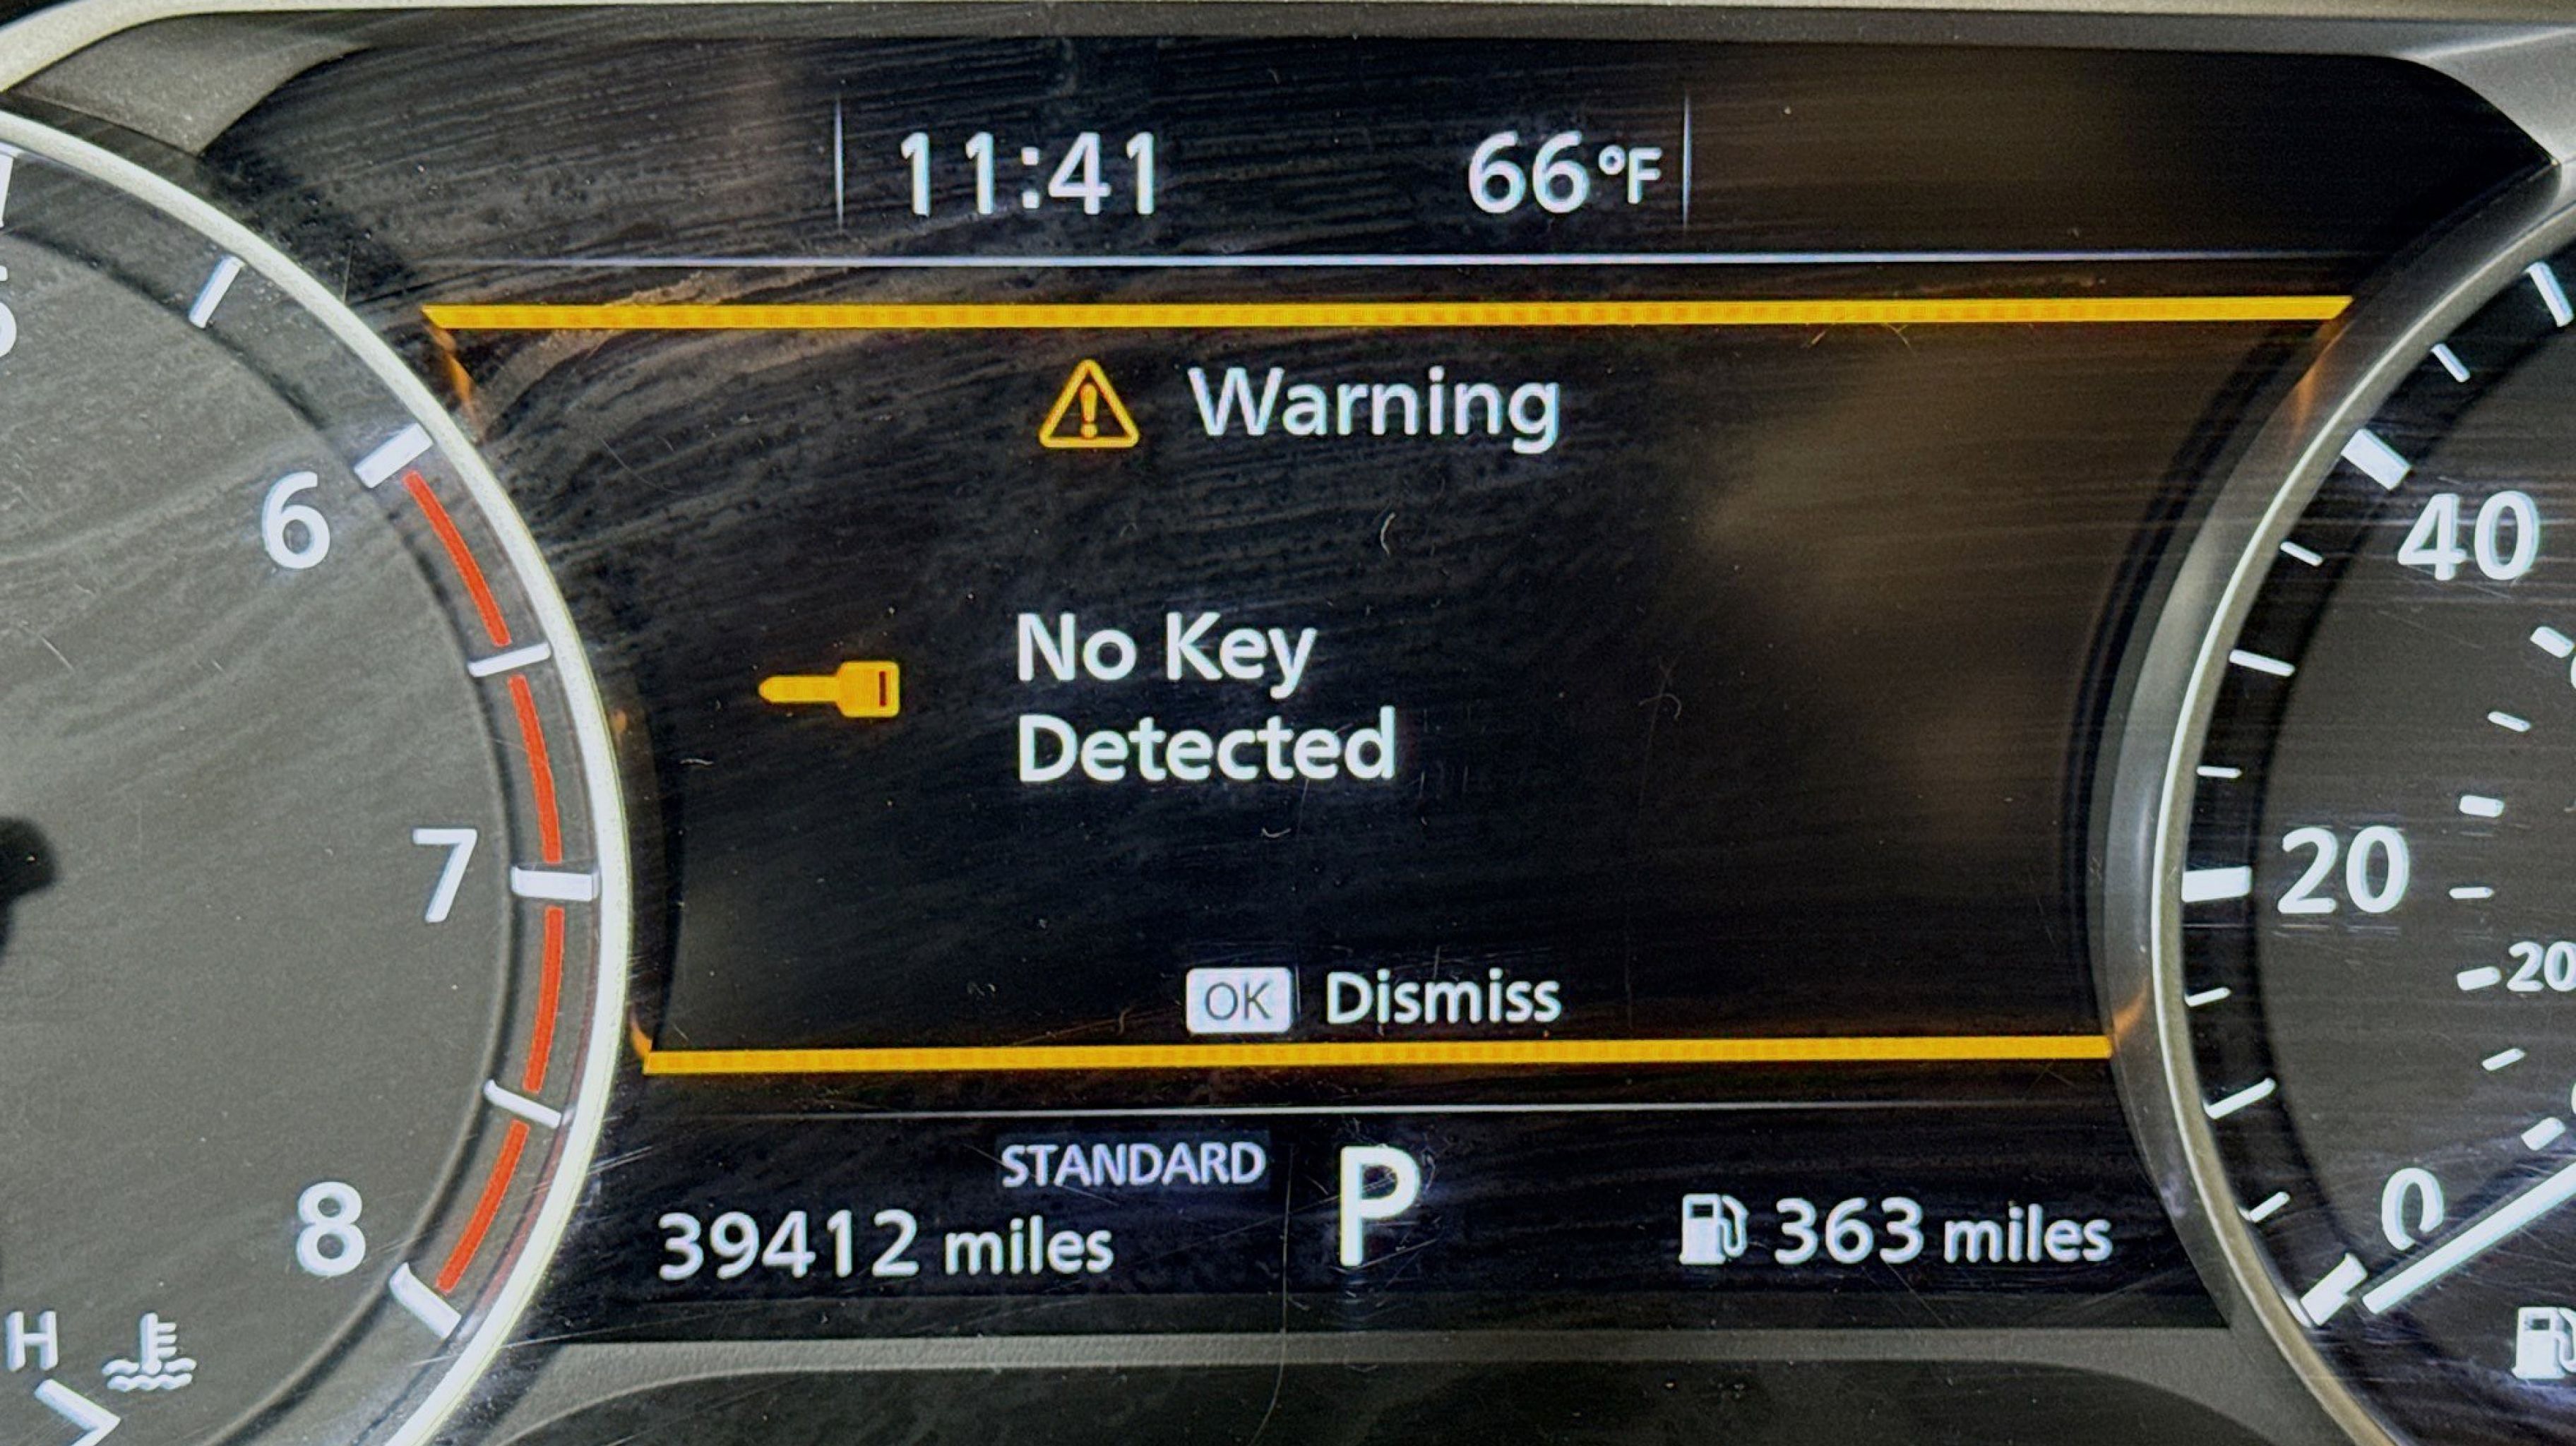 11:41 66°F
Warning
No Key
Detected
OK Dismiss
STANDARD
P
39412 miles
363 miles
6
7
8
H
40
20
20
0